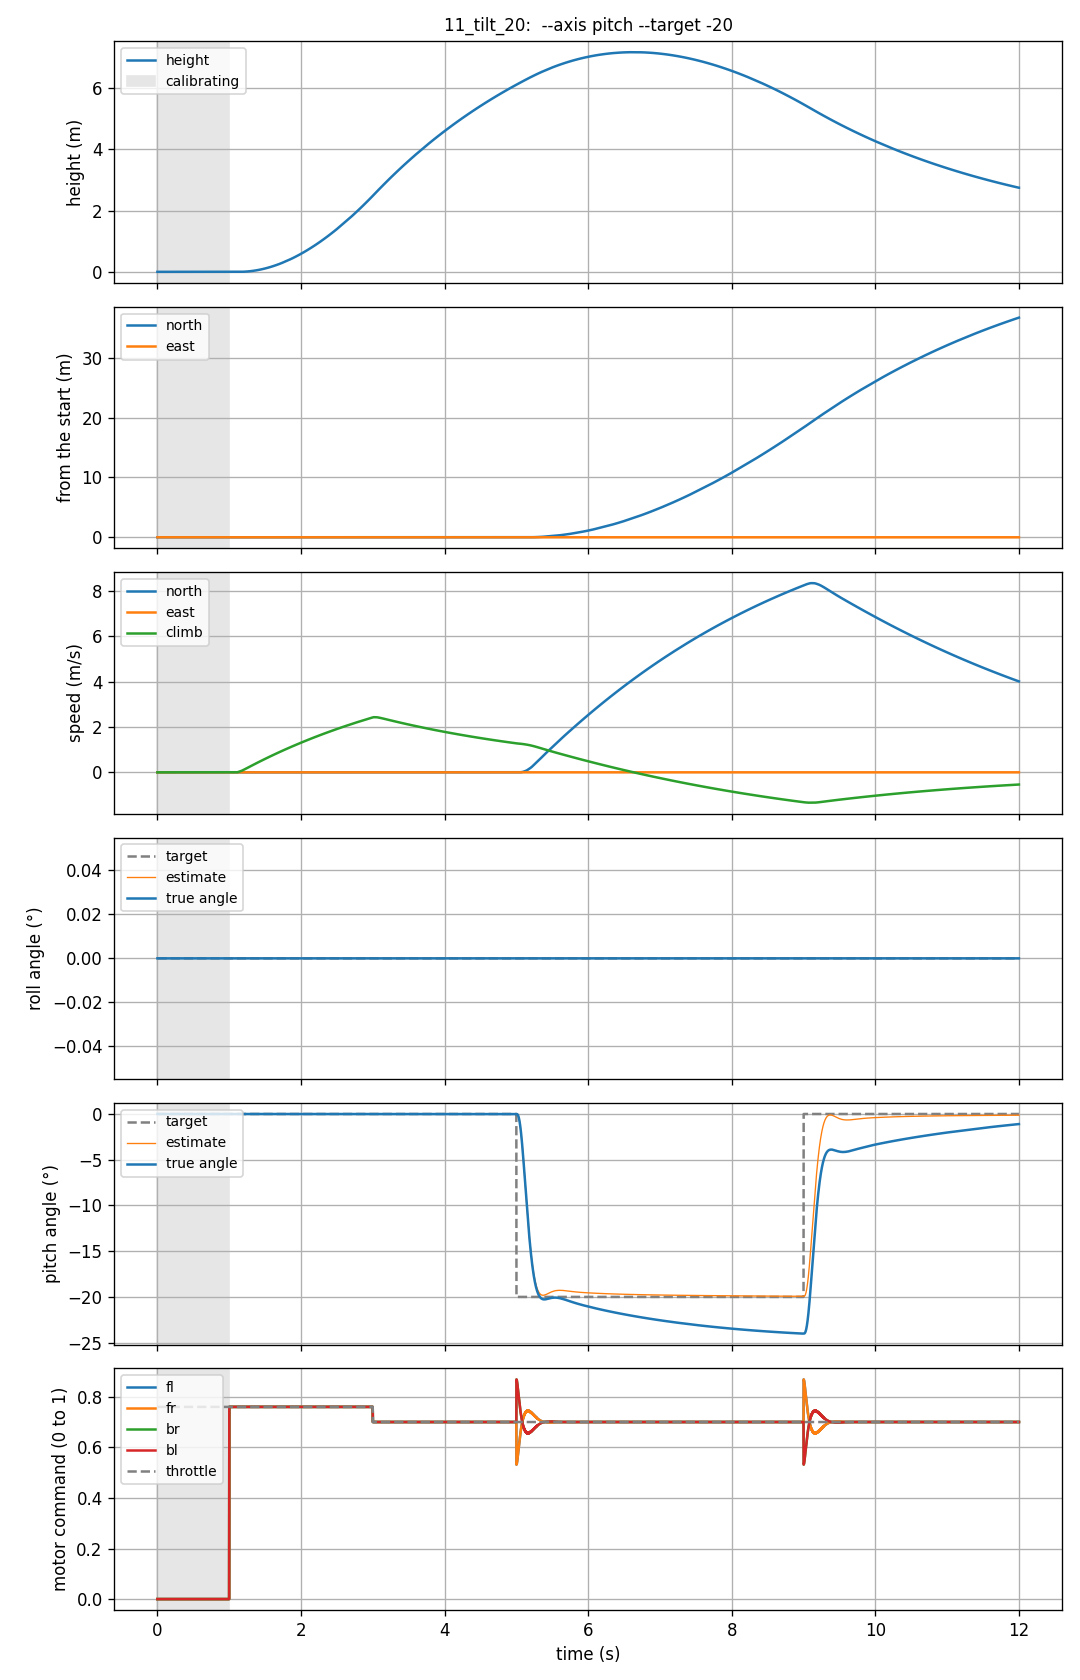 11_tilt_20:  --axis pitch --target -20
height (m)
6
4
2
0
height
calibrating
from the start (m)
30
20
10
0
north
east
speed (m/s)
8
6
4
2
0
north
east
climb
roll angle (°)
0.04
0.02
0.00
−0.02
−0.04
target
estimate
true angle
pitch angle (°)
0
−5
−10
−15
−20
−25
target
estimate
true angle
motor command (0 to 1)
0.8
0.6
0.4
0.2
0.0
fl
fr
br
bl
throttle
0 2 4 6 8 10 12
time (s)